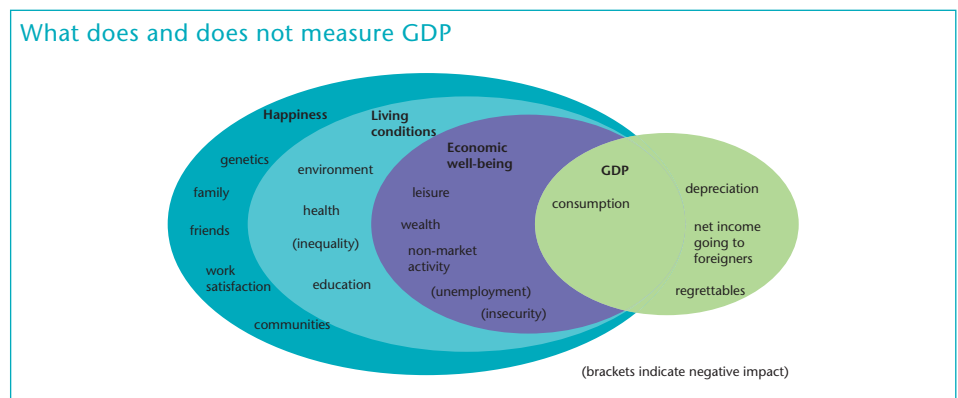 What does and does not measure GDP
Happiness
genetics
family
friends
work
satisfaction
communities
Living
conditions
environment
health
(inequality)
education
Economic
well-being
leisure
wealth
non-market
activity
(unemployment)
(insecurity)
GDP
consumption
depreciation
net income
going to
foreigners
regrettables
(brackets indicate negative impact)